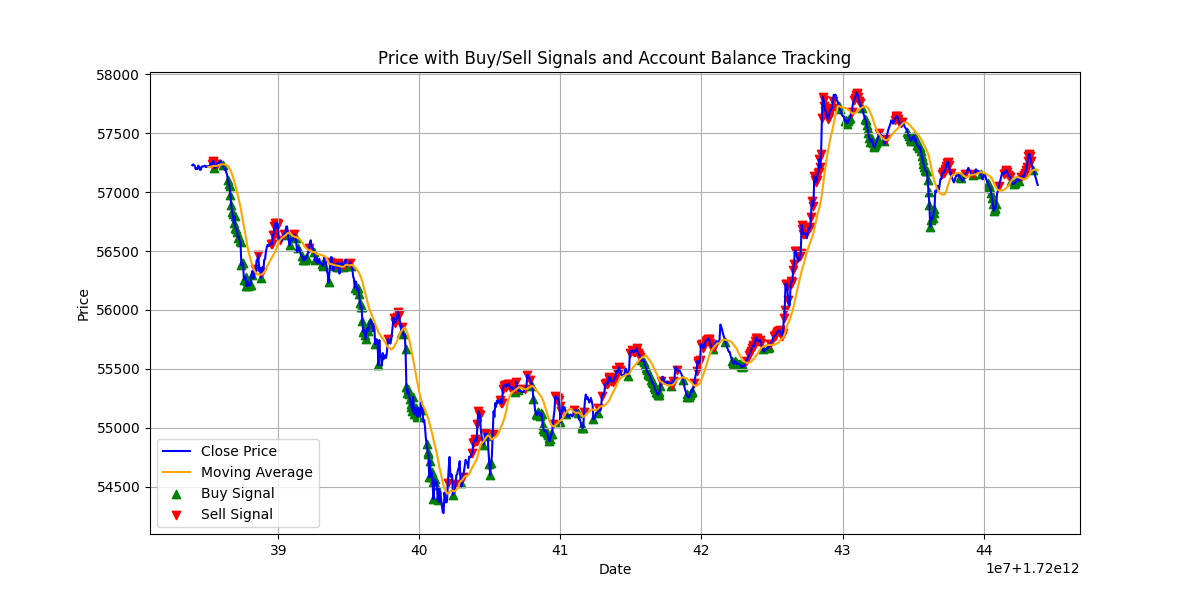 Price with Buy/Sell Signals and Account Balance Tracking
58000
57500
57000
56500
56000
55500
55000
54500
Price
Close Price
Moving Average
Buy Signal
Sell Signal
39 40 41 42 43 44
Date
1e7+1.72e12